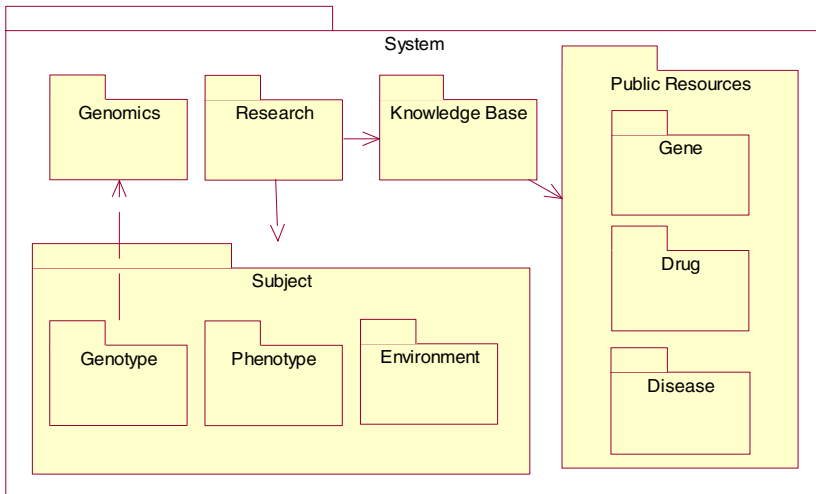 System
Genomics
Research
Knowledge Base
Public Resources
Gene
Drug
Disease
Subject
Genotype
Phenotype
Environment